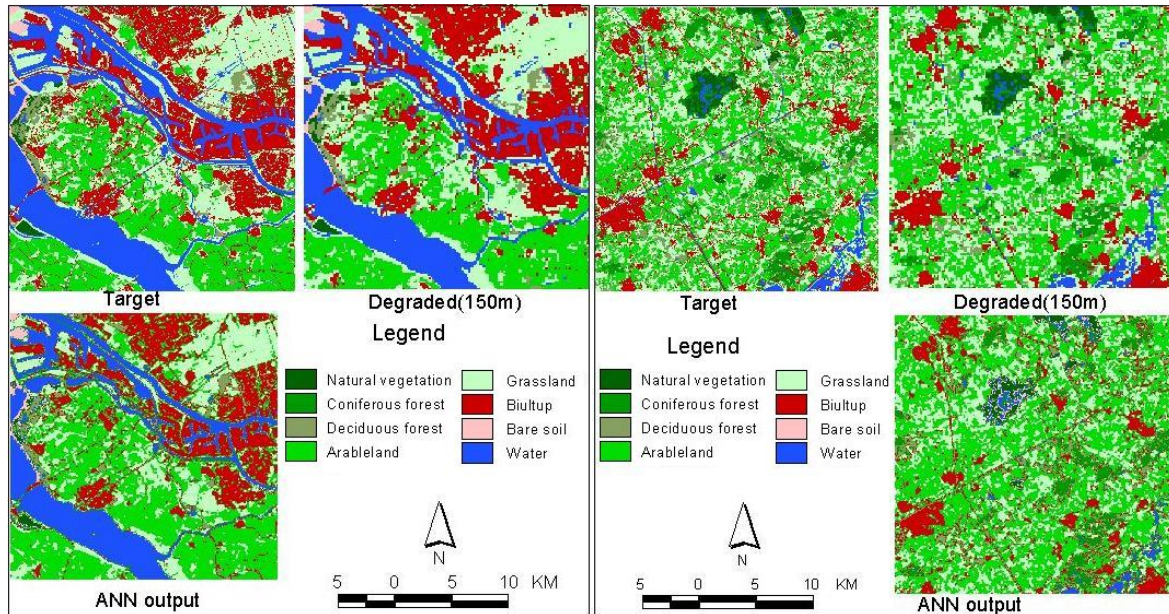 Target
Degraded(150m)
Legend
Natural vegetation
Coniferous forest
Deciduous forest
Arableland
Grassland
Biultup
Bare soil
Water
N
5 0 5 10 KM
ANN output
Target
Degraded(150m)
Legend
Natural vegetation
Coniferous forest
Deciduous forest
Arableland
Grassland
Biultup
Bare soil
Water
N
5 0 5 10 KM
ANN output